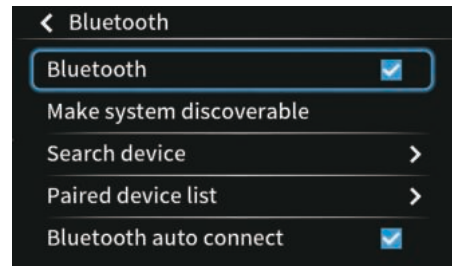 Bluetooth
Bluetooth
Make system discoverable
Search device
Paired device list
Bluetooth auto connect